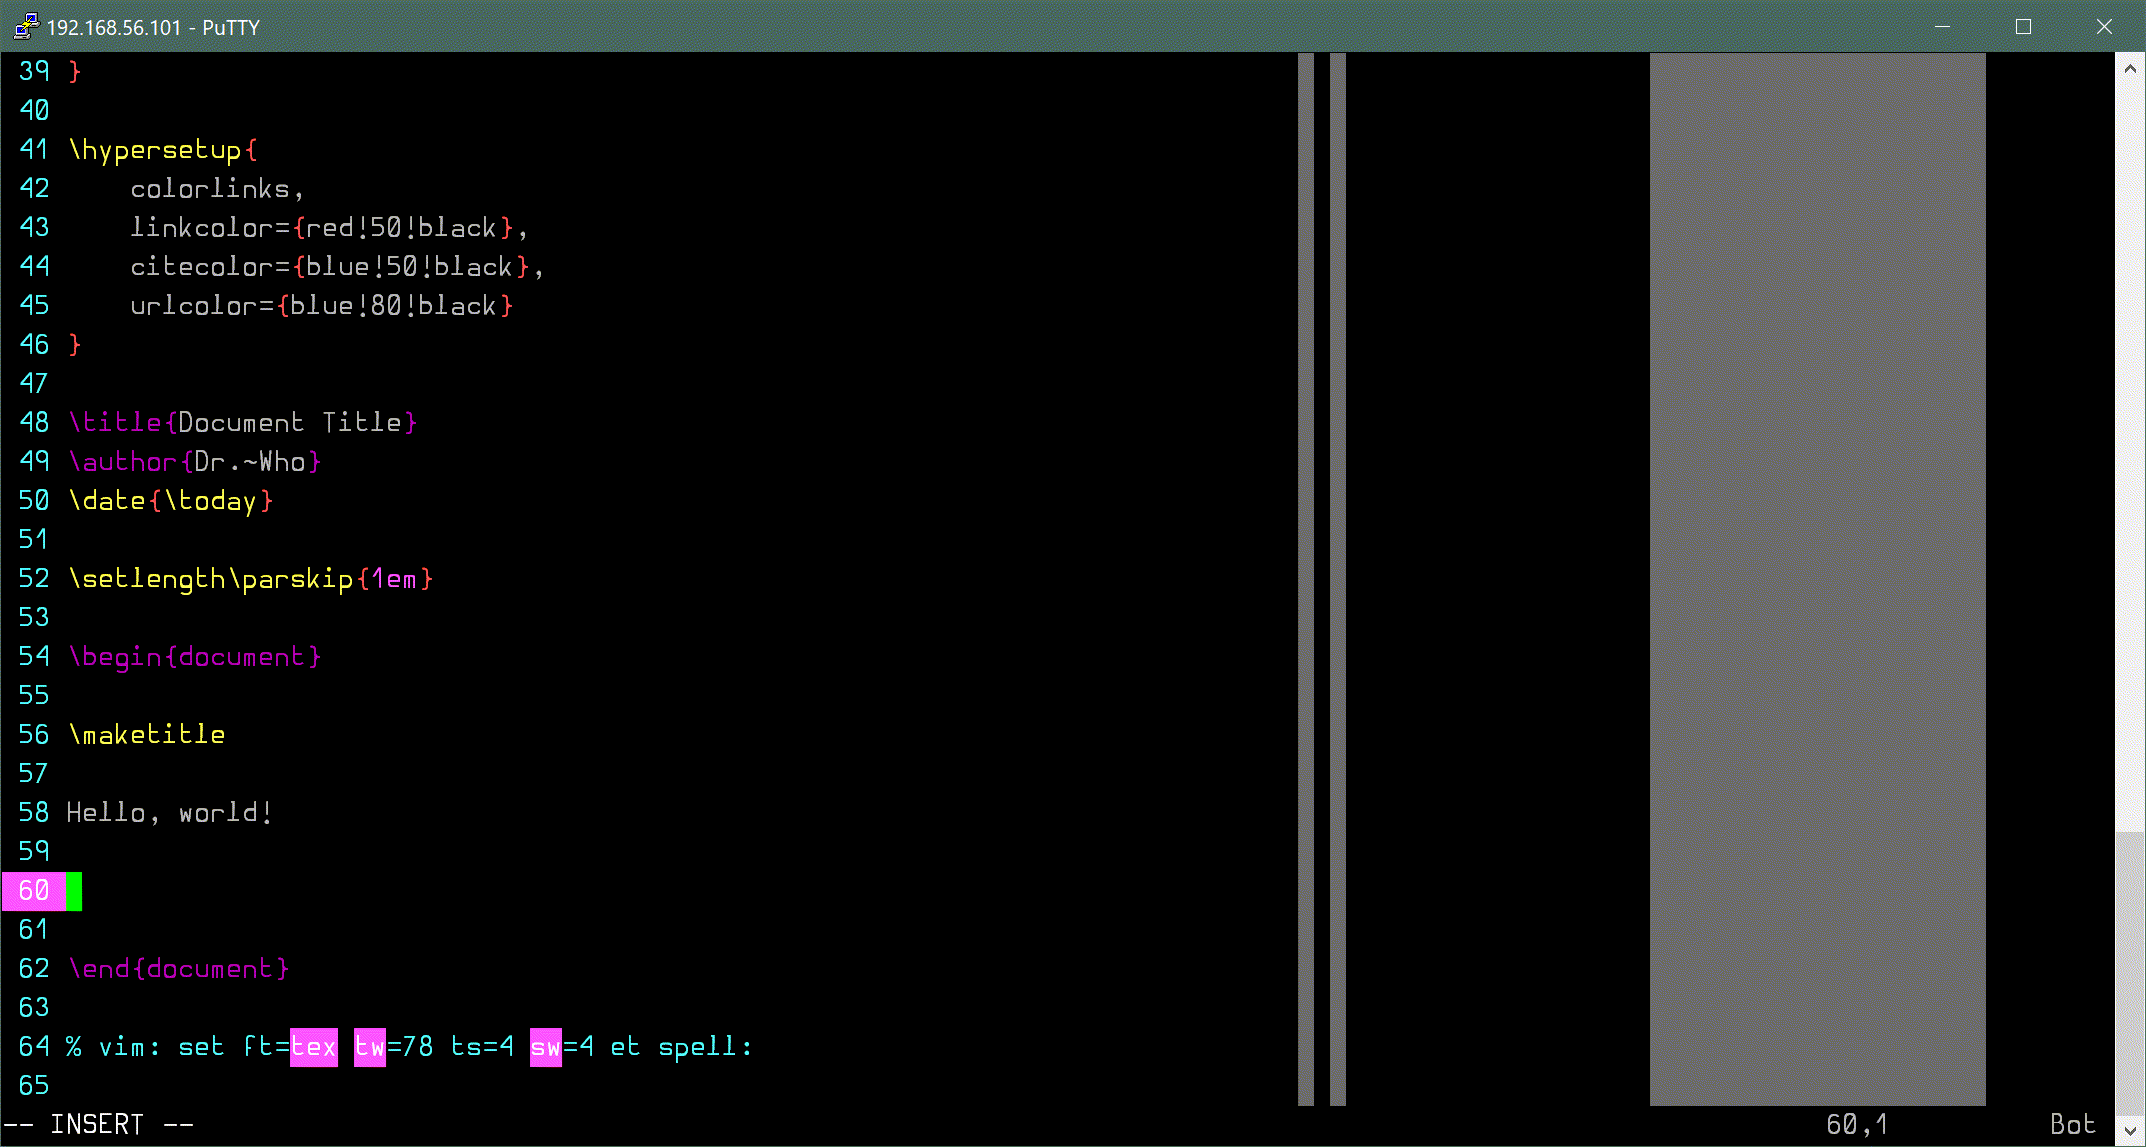 192.168.56.101 - PuTTY
39 }
40
41 \hypersetup{
42     colorlinks,
43     linkcolor={red!50!black},
44     citecolor={blue!50!black},
45     urlcolor={blue!80!black}
46 }
47
48 \title{Document Title}
49 \author{Dr.~Who}
50 \date{\today}
51
52 \setlength\parskip{1em}
53
54 \begin{document}
55
56 \maketitle
57
58 Hello, world!
59
60
61
62 \end{document}
63
64 % vim: set ft=tex tw=78 ts=4 sw=4 et spell:
65
-- INSERT -- 60,1 Bot